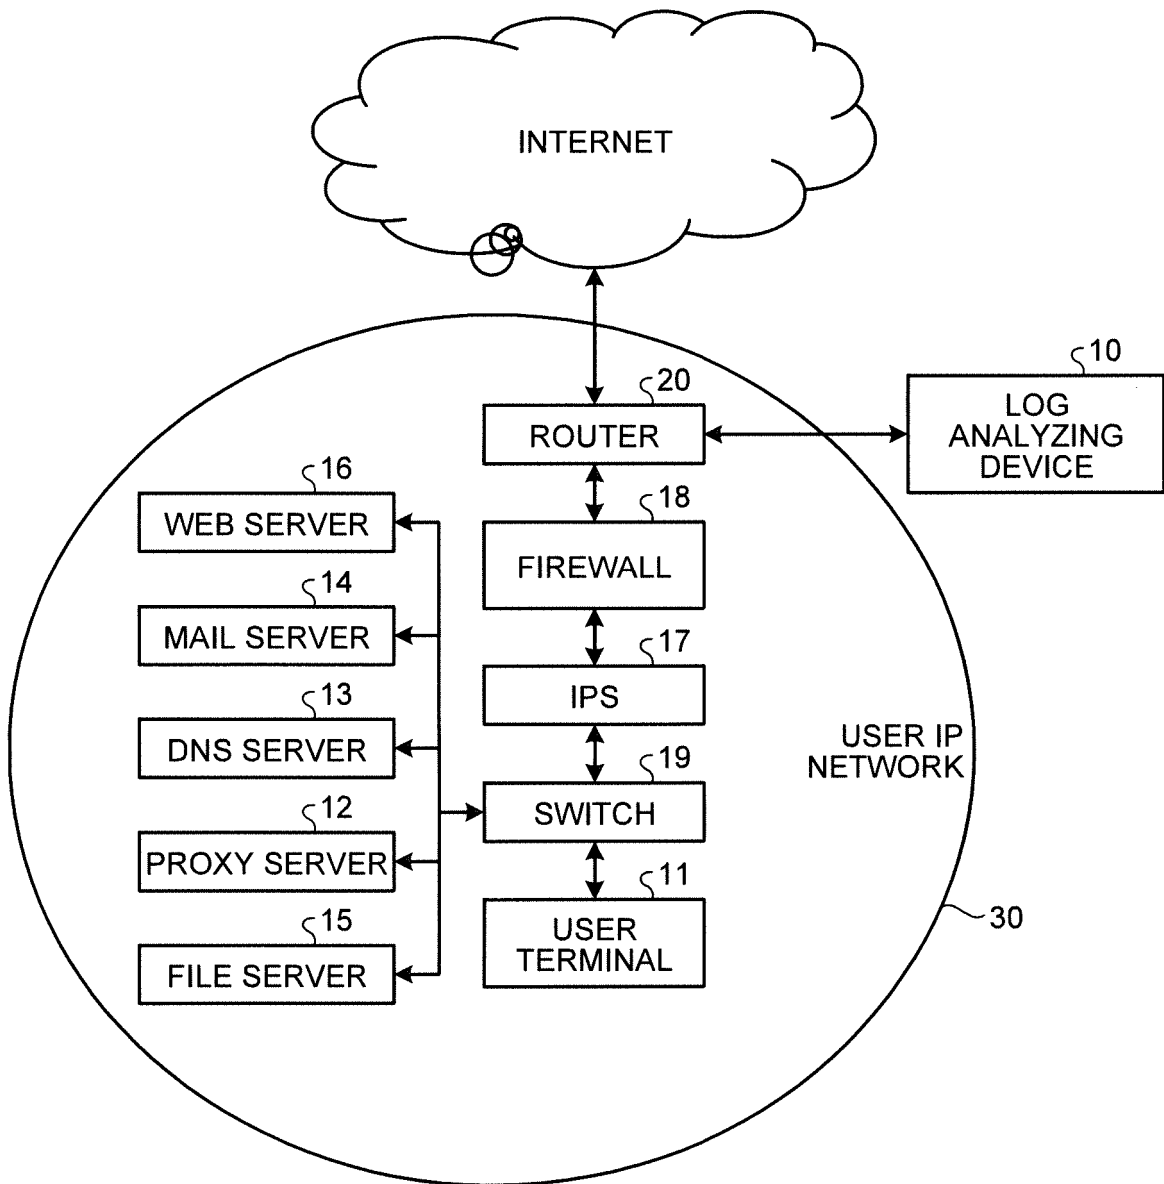 INTERNET
10
LOG
ANALYZING
DEVICE
20
ROUTER
16
WEB SERVER
18
FIREWALL
14
MAIL SERVER
17
IPS
13
DNS SERVER
USER IP
NETWORK
19
SWITCH
12
PROXY SERVER
11
USER
TERMINAL
30
15
FILE SERVER